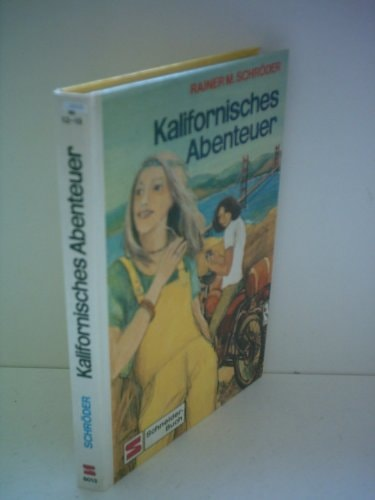 RAINER M. SCHRÖDER
Kalifornisches
Abenteuer
Schneider-
Buch
Kalifornisches Abenteuer
SCHRÖDER